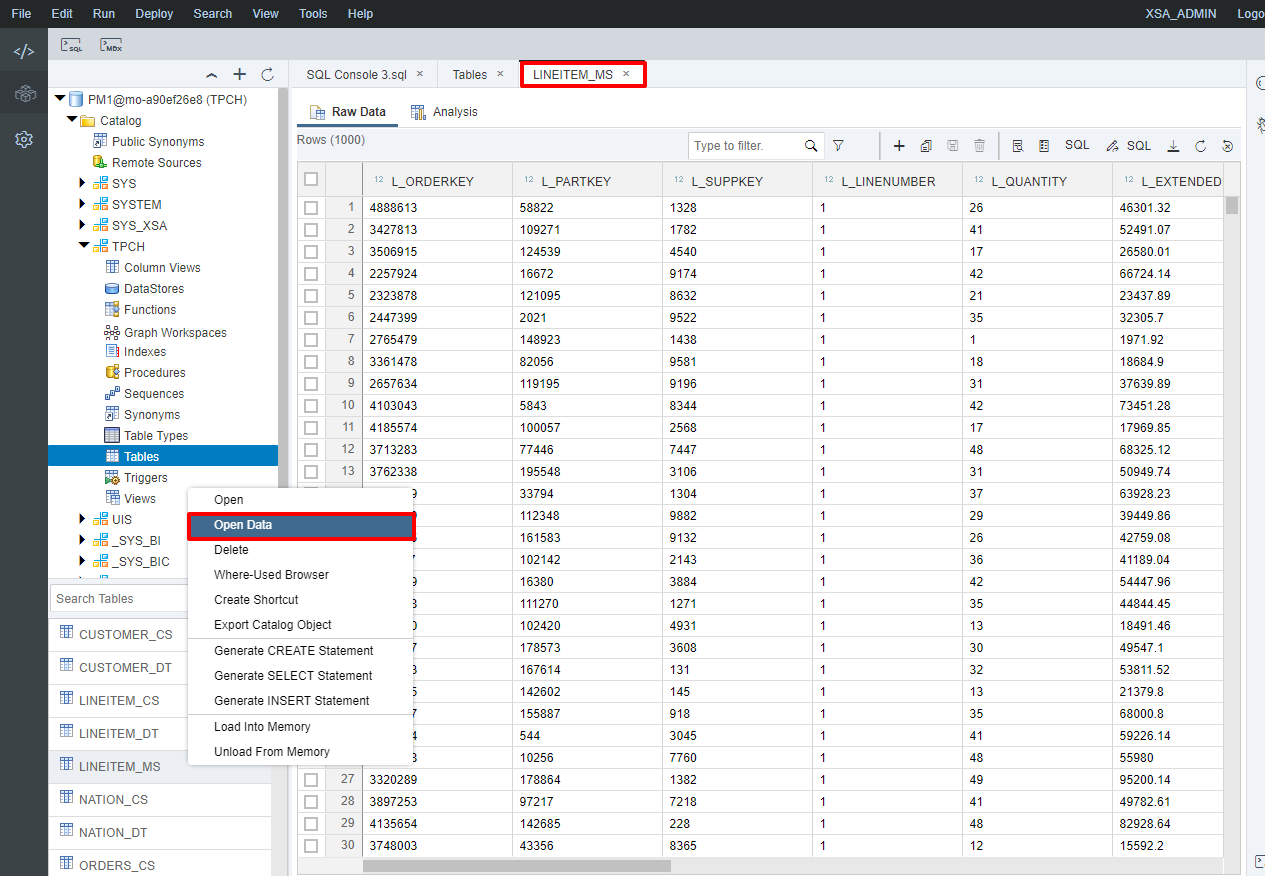 File Edit Run Deploy Search View Tools Help XSA_ADMIN Logo
SQL MDX
SQL Console 3.sql × Tables × LINEITEM_MS ×
PM1@mo-a90ef26e8 (TPCH)
Catalog
Public Synonyms
Remote Sources
SYS
SYSTEM
SYS_XSA
TPCH
Column Views
DataStores
Functions
Graph Workspaces
Indexes
Procedures
Sequences
Synonyms
Table Types
Tables
Triggers
Views
UIS
_SYS_BI
_SYS_BIC
Search Tables
CUSTOMER_CS
CUSTOMER_DT
LINEITEM_CS
LINEITEM_DT
LINEITEM_MS
NATION_CS
NATION_DT
ORDERS_CS
Open
Open Data
Delete
Where-Used Browser
Create Shortcut
Export Catalog Object
Generate CREATE Statement
Generate SELECT Statement
Generate INSERT Statement
Load Into Memory
Unload From Memory
Raw Data Analysis
Rows (1000) Type to filter. SQL SQL
12 L_ORDERKEY 12 L_PARTKEY 12 L_SUPPKEY 12 L_LINENUMBER 12 L_QUANTITY 12 L_EXTENDED
1 4888613 58822 1328 1 26 46301.32
2 3427813 109271 1782 1 41 52491.07
3 3506915 124539 4540 1 17 26580.01
4 2257924 16672 9174 1 42 66724.14
5 2323878 121095 8632 1 21 23437.89
6 2447399 2021 9522 1 35 32305.7
7 2765479 148923 1438 1 1 1971.92
8 3361478 82056 9581 1 18 18684.9
9 2657634 119195 9196 1 31 37639.89
10 4103043 5843 8344 1 42 73451.28
11 4185574 100057 2568 1 17 17969.85
12 3713283 77446 7447 1 48 68325.12
13 3762338 195548 3106 1 31 50949.74
9 33794 1304 1 37 63928.23
112348 9882 1 29 39449.86
161583 9132 1 26 42759.08
102142 2143 1 36 41189.04
9 16380 3884 1 42 54447.96
3 111270 1271 1 35 44844.45
0 102420 4931 1 13 18491.46
7 178573 3608 1 30 49547.1
3 167614 131 1 32 53811.52
5 142602 145 1 13 21379.8
7 155887 918 1 35 68000.8
4 544 3045 1 41 59226.14
3 10256 7760 1 48 55980
27 3320289 178864 1382 1 49 95200.14
28 3897253 97217 7218 1 41 49782.61
29 4135654 142685 228 1 48 82928.64
30 3748003 43356 8365 1 12 15592.2